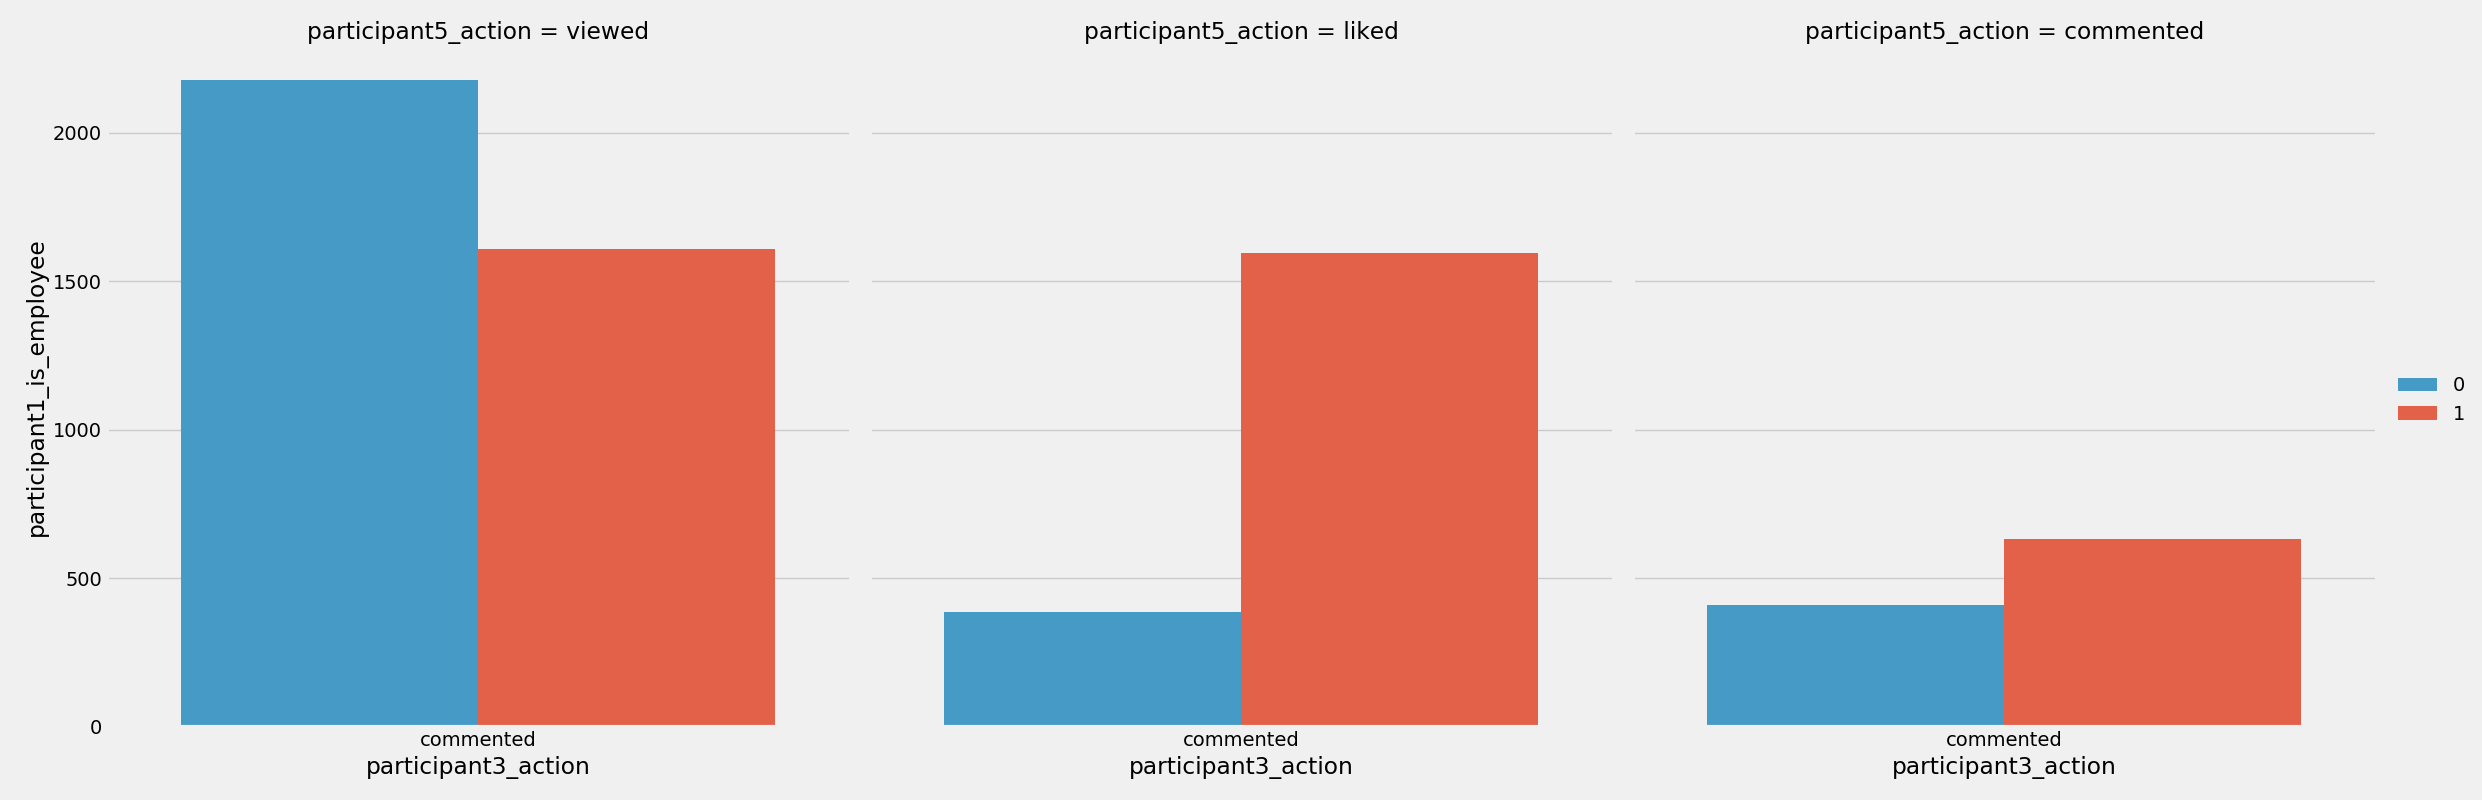 participant5_action = viewed
participant5_action = liked
participant5_action = commented
participant1_is_employee
2000
1500
1000
500
0
commented
commented
commented
participant3_action
participant3_action
participant3_action
0
1